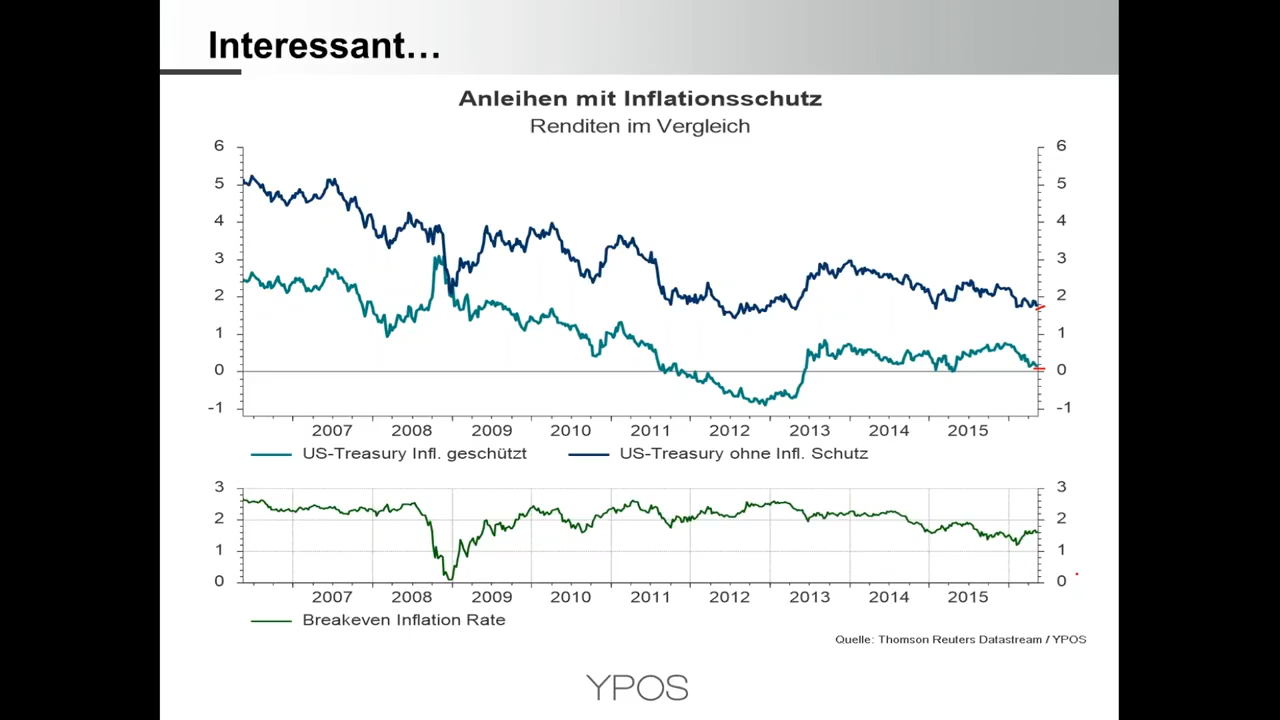 Interessant…
Anleihen mit Inflationsschutz
Renditen im Vergleich
6 6
5 5
4 4
3 3
2 2
1 1
0 0
-1 -1
2007 2008 2009 2010 2011 2012 2013 2014 2015
US-Treasury Infl. geschützt US-Treasury ohne Infl. Schutz
3 3
2 2
1 1
0 0
2007 2008 2009 2010 2011 2012 2013 2014 2015
Breakeven Inflation Rate
Quelle: Thomson Reuters Datastream / YPOS
YPOS